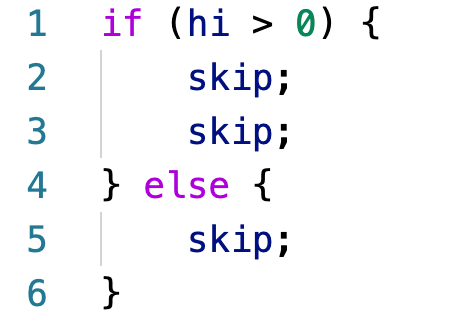 1 if (hi > 0) {
2     skip;
3     skip;
4 } else {
5     skip;
6 }